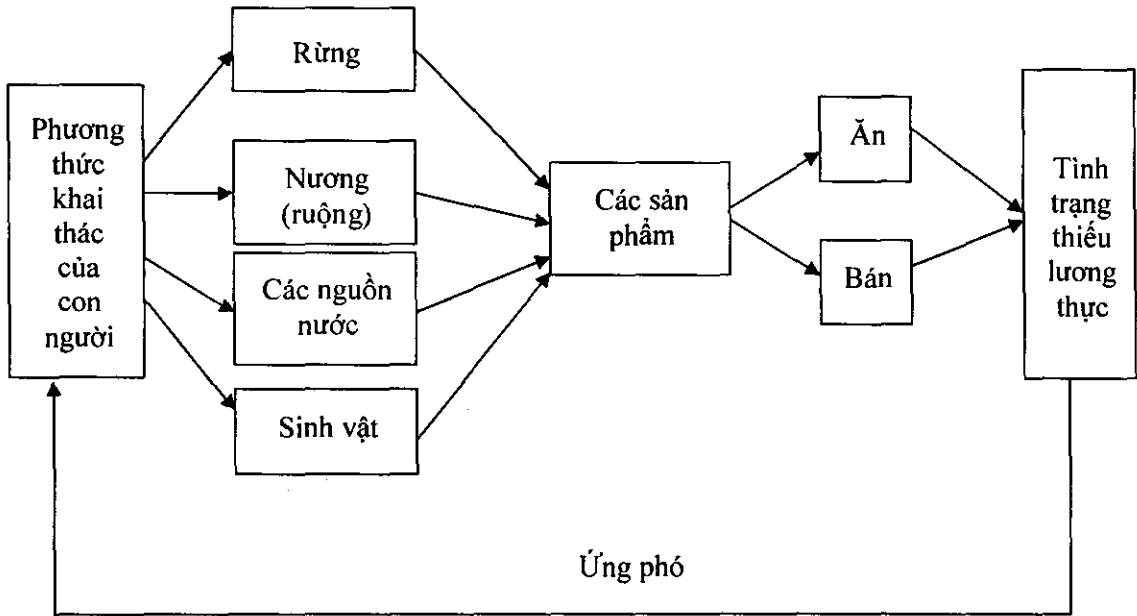 Phương
thức
khai
thác
của
con
người
Rừng
Nương
(ruộng)
Các nguồn
nước
Sinh vật
Các sản
phẩm
Ăn
Bán
Tình
trạng
thiếu
lương
thực
Ứng phó